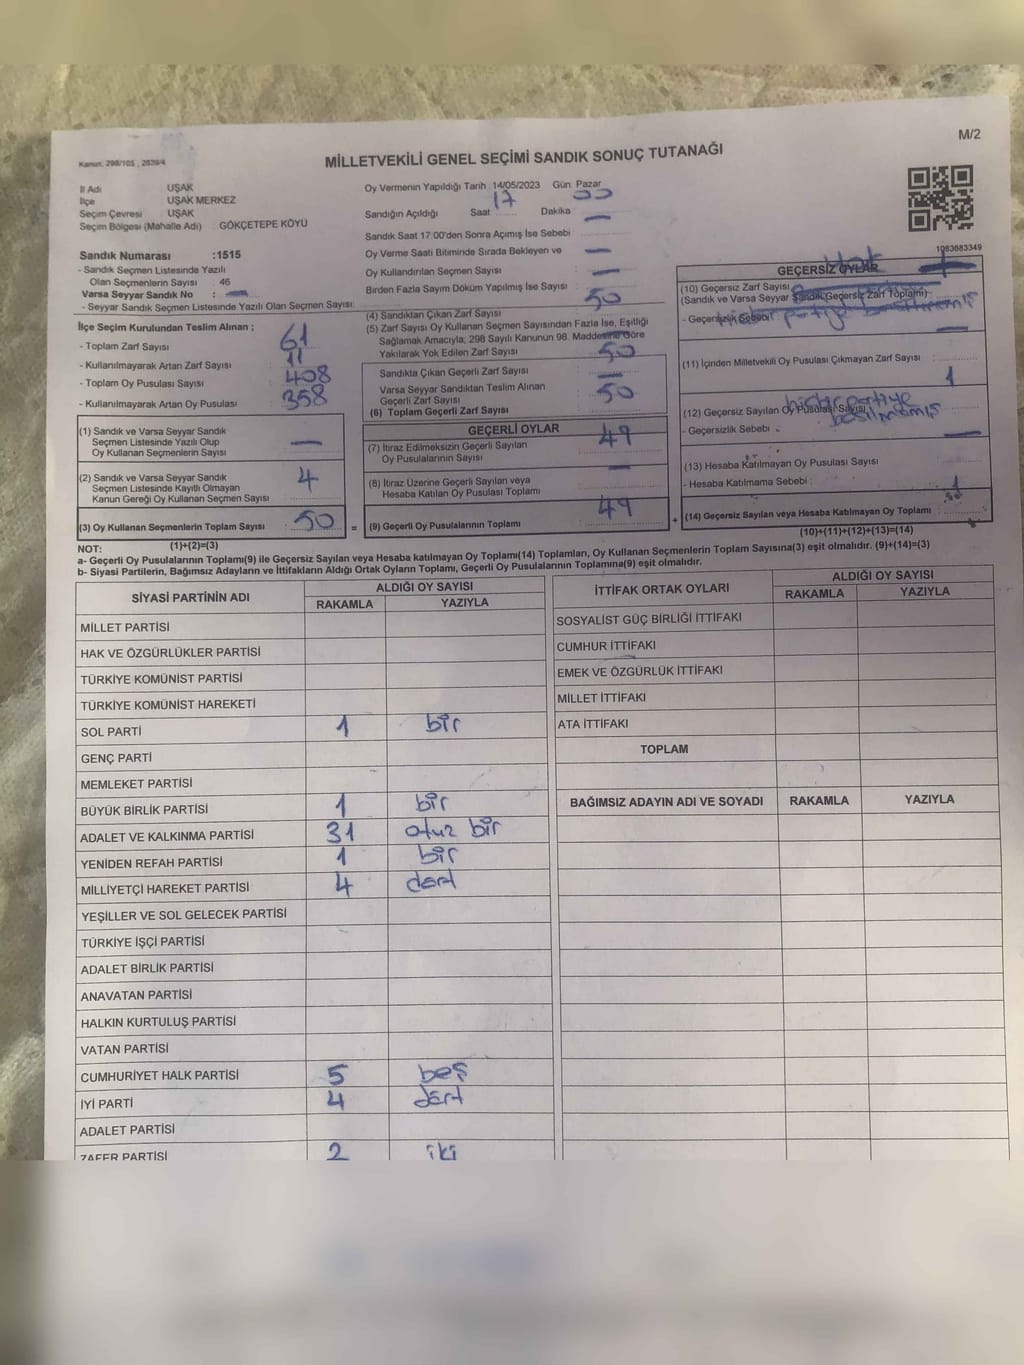 M/2
Kanun, 298/105 , 2839/4
MİLLETVEKİLİ GENEL SEÇİMİ SANDIK SONUÇ TUTANAĞI
İl Adı UŞAK
İlçe UŞAK MERKEZ
Seçim Çevresi UŞAK
Seçim Bölgesi (Mahalle Adı) GÖKÇETEPE KÖYÜ
Sandık Numarası :1515
- Sandık Seçmen Listesinde Yazılı
Olan Seçmenlerin Sayısı : 46
Varsa Seyyar Sandık No : —
- Seyyar Sandık Seçmen Listesinde Yazılı Olan Seçmen Sayısı:
İlçe Seçim Kurulundan Teslim Alınan ;
- Toplam Zarf Sayısı 61
- Kullanılmayarak Artan Zarf Sayısı 11
- Toplam Oy Pusulası Sayısı 408
- Kullanılmayarak Artan Oy Pusulası 358
(1) Sandık ve Varsa Seyyar Sandık
Seçmen Listesinde Yazılı Olup
Oy Kullanan Seçmenlerin Sayısı —
(2) Sandık ve Varsa Seyyar Sandık
Seçmen Listesinde Kayıtlı Olmayan
Kanun Gereği Oy Kullanan Seçmen Sayısı 4
(3) Oy Kullanan Seçmenlerin Toplam Sayısı : 50 =
(1)+(2)=(3)
Oy Vermenin Yapıldığı Tarih :14/05/2023 Gün: Pazar
Sandığın Açıldığı Saat 17 Dakika 00
Sandık Saat 17:00'den Sonra Açılmış İse Sebebi —
Oy Verme Saati Bitiminde Sırada Bekleyen ve
Oy Kullandırılan Seçmen Sayısı —
Birden Fazla Sayım Döküm Yapılmış İse Sayısı —
(4) Sandıktan Çıkan Zarf Sayısı 50
(5) Zarf Sayısı Oy Kullanan Seçmen Sayısından Fazla İse, Eşitliği
Sağlamak Amacıyla; 298 Sayılı Kanunun 98. Maddesine Göre
Yakılarak Yok Edilen Zarf Sayısı —
Sandıkta Çıkan Geçerli Zarf Sayısı 50
Varsa Seyyar Sandıktan Teslim Alınan
Geçerli Zarf Sayısı —
(6) Toplam Geçerli Zarf Sayısı 50
GEÇERLİ OYLAR
(7) İtiraz Edilmeksizin Geçerli Sayılan
Oy Pusulalarının Sayısı 49
(8) İtiraz Üzerine Geçerli Sayılan veya
Hesaba Katılan Oy Pusulası Toplamı —
(9) Geçerli Oy Pusulalarının Toplamı 49 +
1083683349
GEÇERSİZ OYLAR
(10) Geçersiz Zarf Sayısı
(Sandık ve Varsa Seyyar Sandık Geçersiz Zarf Toplamı)
- Geçersizlik Sebebi
(11) İçinden Milletvekili Oy Pusulası Çıkmayan Zarf Sayısı —
(12) Geçersiz Sayılan Oy Pusulası Sayısı 1
- Geçersizlik Sebebi : hiçbir partiye basılmamış
(13) Hesaba Katılmayan Oy Pusulası Sayısı —
- Hesaba Katılmama Sebebi :
(14) Geçersiz Sayılan veya Hesaba Katılmayan Oy Toplamı : 1
(10)+(11)+(12)+(13)=(14)
NOT:
a- Geçerli Oy Pusulalarının Toplamı(9) ile Geçersiz Sayılan veya Hesaba katılmayan Oy Toplamı(14) Toplamları, Oy Kullanan Seçmenlerin Toplam Sayısına(3) eşit olmalıdır. (9)+(14)=(3)
b- Siyasi Partilerin, Bağımsız Adayların ve İttifakların Aldığı Ortak Oyların Toplamı, Geçerli Oy Pusulalarının Toplamına(9) eşit olmalıdır.
SİYASİ PARTİNİN ADI ALDIĞI OY SAYISI
RAKAMLA YAZIYLA
MİLLET PARTİSİ
HAK VE ÖZGÜRLÜKLER PARTİSİ
TÜRKİYE KOMÜNİST PARTİSİ
TÜRKİYE KOMÜNİST HAREKETİ
SOL PARTİ 1 bir
GENÇ PARTİ
MEMLEKET PARTİSİ
BÜYÜK BİRLİK PARTİSİ 1 bir
ADALET VE KALKINMA PARTİSİ 31 otuz bir
YENİDEN REFAH PARTİSİ 1 bir
MİLLİYETÇİ HAREKET PARTİSİ 4 dört
YEŞİLLER VE SOL GELECEK PARTİSİ
TÜRKİYE İŞÇİ PARTİSİ
ADALET BİRLİK PARTİSİ
ANAVATAN PARTİSİ
HALKIN KURTULUŞ PARTİSİ
VATAN PARTİSİ
CUMHURİYET HALK PARTİSİ 5 beş
İYİ PARTİ 4 dört
ADALET PARTİSİ
ZAFER PARTİSİ 2 iki
İTTİFAK ORTAK OYLARI ALDIĞI OY SAYISI
RAKAMLA YAZIYLA
SOSYALİST GÜÇ BİRLİĞİ İTTİFAKI
CUMHUR İTTİFAKI
EMEK VE ÖZGÜRLÜK İTTİFAKI
MİLLET İTTİFAKI
ATA İTTİFAKI
TOPLAM
BAĞIMSIZ ADAYIN ADI VE SOYADI RAKAMLA YAZIYLA